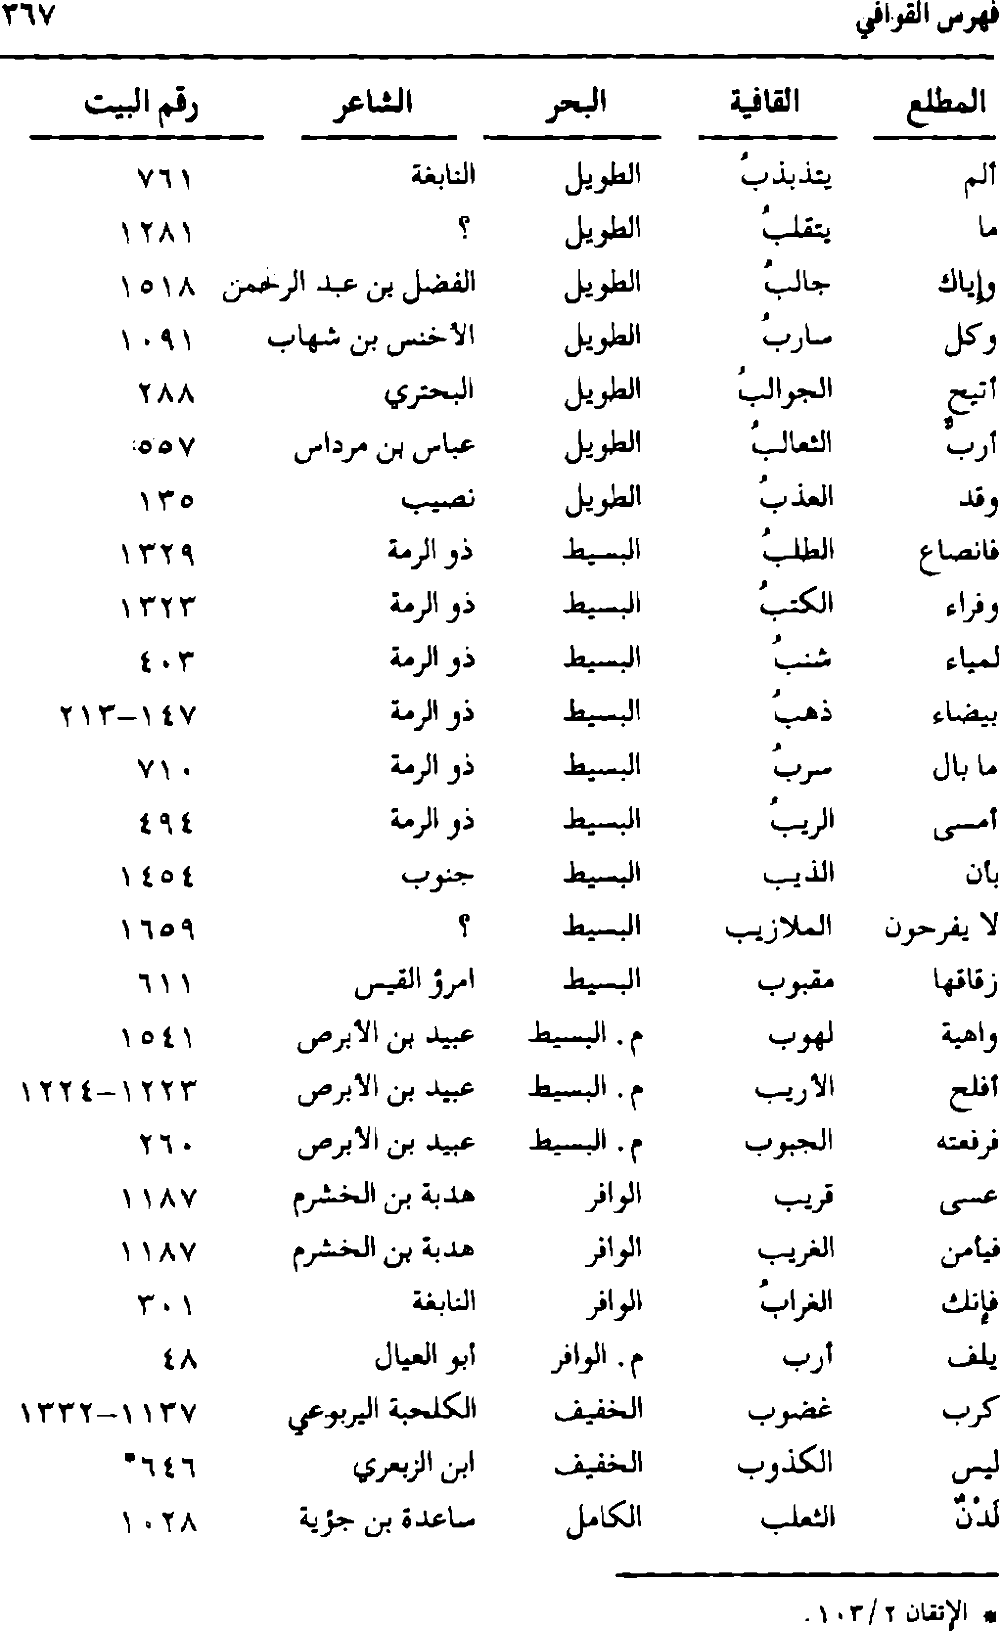 فهرس القوافي ٣٦٧
المطلع القافية البحر الشاعر رقم البيت
ألم يتذبذبُ الطويل النابغة ٧٦١
ما يتقلبُ الطويل ؟ ١٢٨١
وإياك جالبُ الطويل الفضل بن عبد الرحمن ١٥١٨
وكل ساربُ الطويل الأخنس بن شهاب ١٠٩١
أتيح الجوالبُ الطويل البحتري ٢٨٨
أربٌ الثعالبُ الطويل عباس بن مرداس ٥٥٧
وقد العذبُ الطويل نصيب ١٣٥
فانصاع الطلبُ البسيط ذو الرمة ١٣٢٩
وفراء الكتبُ البسيط ذو الرمة ١٣٢٣
لمياء شنبُ البسيط ذو الرمة ٤٠٣
بيضاء ذهبُ البسيط ذو الرمة ١٤٧–٢١٣
ما بال سربُ البسيط ذو الرمة ٧١٠
أمسى الريبُ البسيط ذو الرمة ٤٩٤
بأن الذيب البسيط جنوب ١٤٥٤
لا يفرحون الملازيب البسيط ؟ ١٦٥٩
زقاقها مقبوب البسيط امرؤ القيس ٦١١
واهية لهوب م. البسيط عبيد بن الأبرص ١٥٤١
أفلح الأريب م. البسيط عبيد بن الأبرص ١٢٢٣–١٢٢٤
فرفعته الجبوب م. البسيط عبيد بن الأبرص ٢٦٠
عسى قريب الوافر هدبة بن الخشرم ١١٨٧
فيأمن الغريب الوافر هدبة بن الخشرم ١١٨٧
فإنك الغرابُ الوافر النابغة ٣٠١
يلف أرب م. الوافر أبو العيال ٤٨
كرب غضوب الخفيف الكلحبة اليربوعي ١١٣٧–١٣٣٢
ليس الكذوب الخفيف ابن الزبعري ٦٤٦*
لَدْنٌ الثعلب الكامل ساعدة بن جؤية ١٠٢٨
* الإتقان ٢/ ١٠٣.